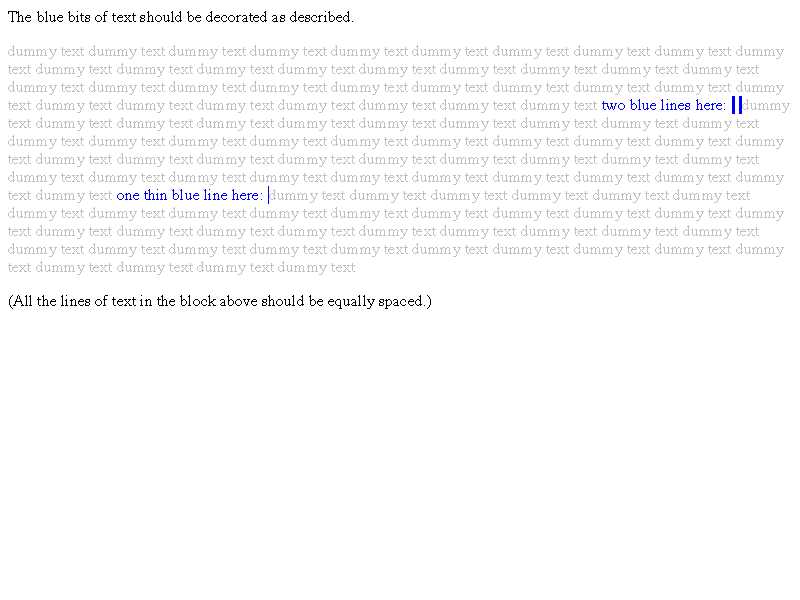 The blue bits of text should be decorated as described.
dummy text dummy text dummy text dummy text dummy text dummy text dummy text dummy text dummy text dummy
text dummy text dummy text dummy text dummy text dummy text dummy text dummy text dummy text dummy text
dummy text dummy text dummy text dummy text dummy text dummy text dummy text dummy text dummy text dummy
text dummy text dummy text dummy text dummy text dummy text dummy text dummy text two blue lines here: dummy
text dummy text dummy text dummy text dummy text dummy text dummy text dummy text dummy text dummy text
dummy text dummy text dummy text dummy text dummy text dummy text dummy text dummy text dummy text dummy
text dummy text dummy text dummy text dummy text dummy text dummy text dummy text dummy text dummy text
dummy text dummy text dummy text dummy text dummy text dummy text dummy text dummy text dummy text dummy
text dummy text one thin blue line here: dummy text dummy text dummy text dummy text dummy text dummy text
dummy text dummy text dummy text dummy text dummy text dummy text dummy text dummy text dummy text dummy
text dummy text dummy text dummy text dummy text dummy text dummy text dummy text dummy text dummy text
dummy text dummy text dummy text dummy text dummy text dummy text dummy text dummy text dummy text dummy
text dummy text dummy text dummy text dummy text
(All the lines of text in the block above should be equally spaced.)